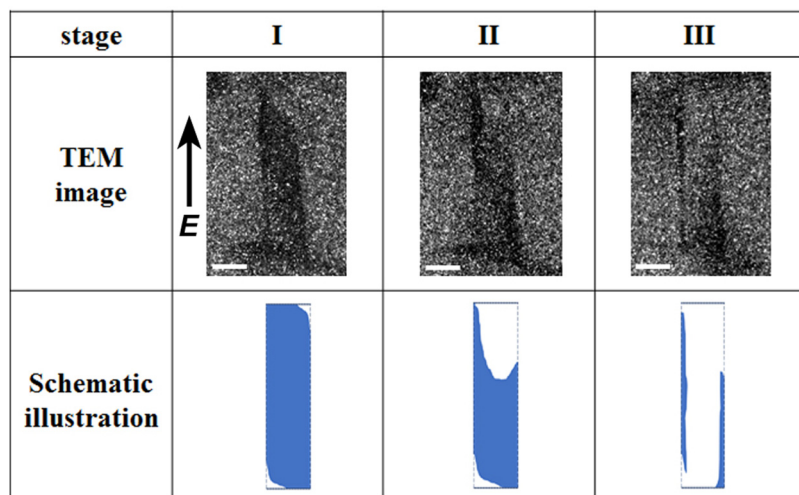 stage
I
II
III
TEM
image
E
Schematic
illustration